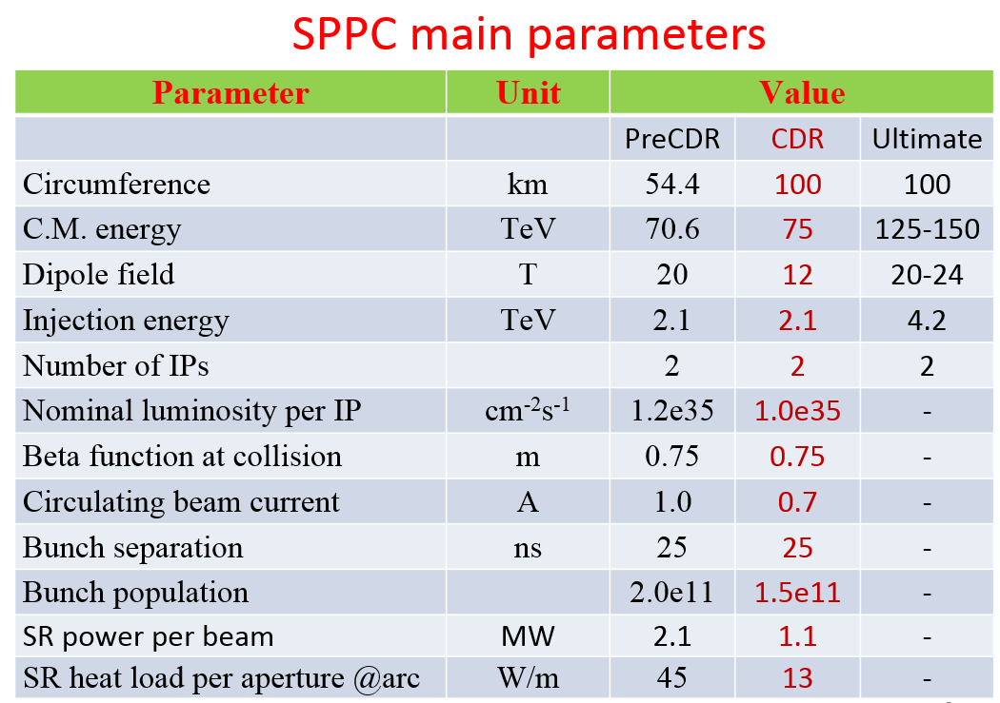 SPPC main parameters
Parameter Unit Value
PreCDR CDR Ultimate
Circumference km 54.4 100 100
C.M. energy TeV 70.6 75 125-150
Dipole field T 20 12 20-24
Injection energy TeV 2.1 2.1 4.2
Number of IPs 2 2 2
Nominal luminosity per IP cm⁻²s⁻¹ 1.2e35 1.0e35 -
Beta function at collision m 0.75 0.75 -
Circulating beam current A 1.0 0.7 -
Bunch separation ns 25 25 -
Bunch population 2.0e11 1.5e11 -
SR power per beam MW 2.1 1.1 -
SR heat load per aperture @arc W/m 45 13 -